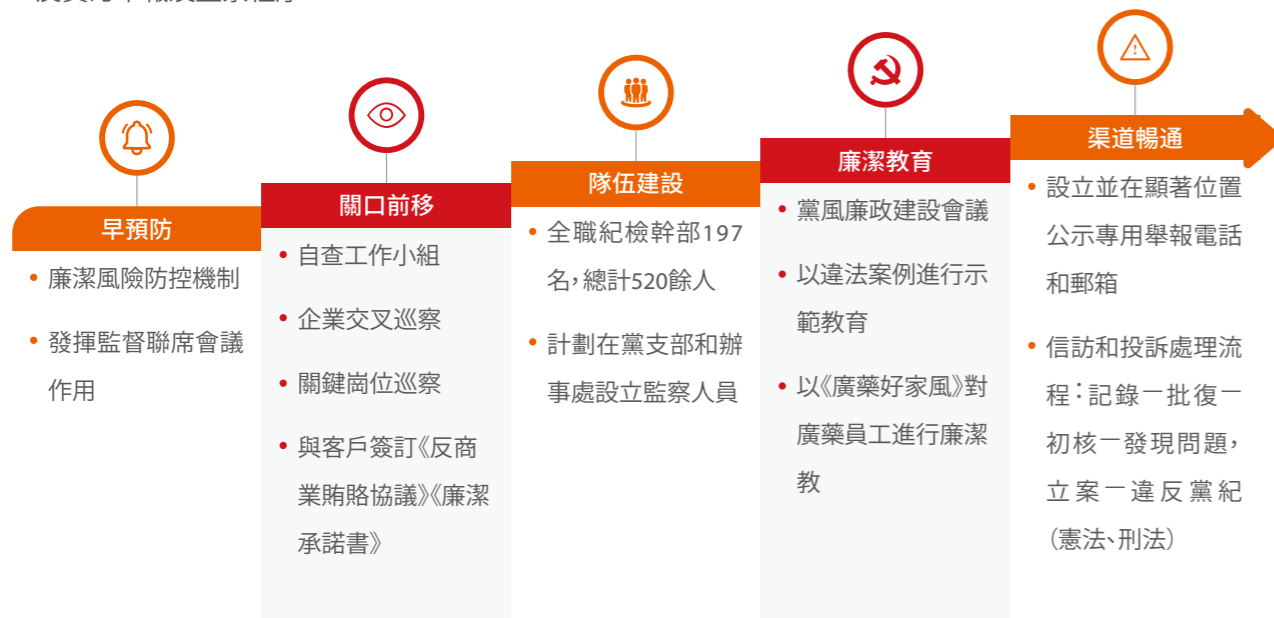 早預防
• 廉潔風險防控機制
• 發揮監督聯席會議
作用
關口前移
• 自查工作小組
• 企業交叉巡察
• 關鍵崗位巡察
• 與客戶簽訂《反商
業賄賂協議》《廉潔
承諾書》
隊伍建設
• 全職紀檢幹部197
名，總計520餘人
• 計劃在黨支部和辦
事處設立監察人員
廉潔教育
• 黨風廉政建設會議
• 以違法案例進行示
範教育
• 以《廣藥好家風》對
廣藥員工進行廉潔
教
渠道暢通
• 設立並在顯著位置
公示專用舉報電話
和郵箱
• 信訪和投訴處理流
程：記錄一批復一
初核一發現問題，
立案一違反黨紀
（憲法、刑法）